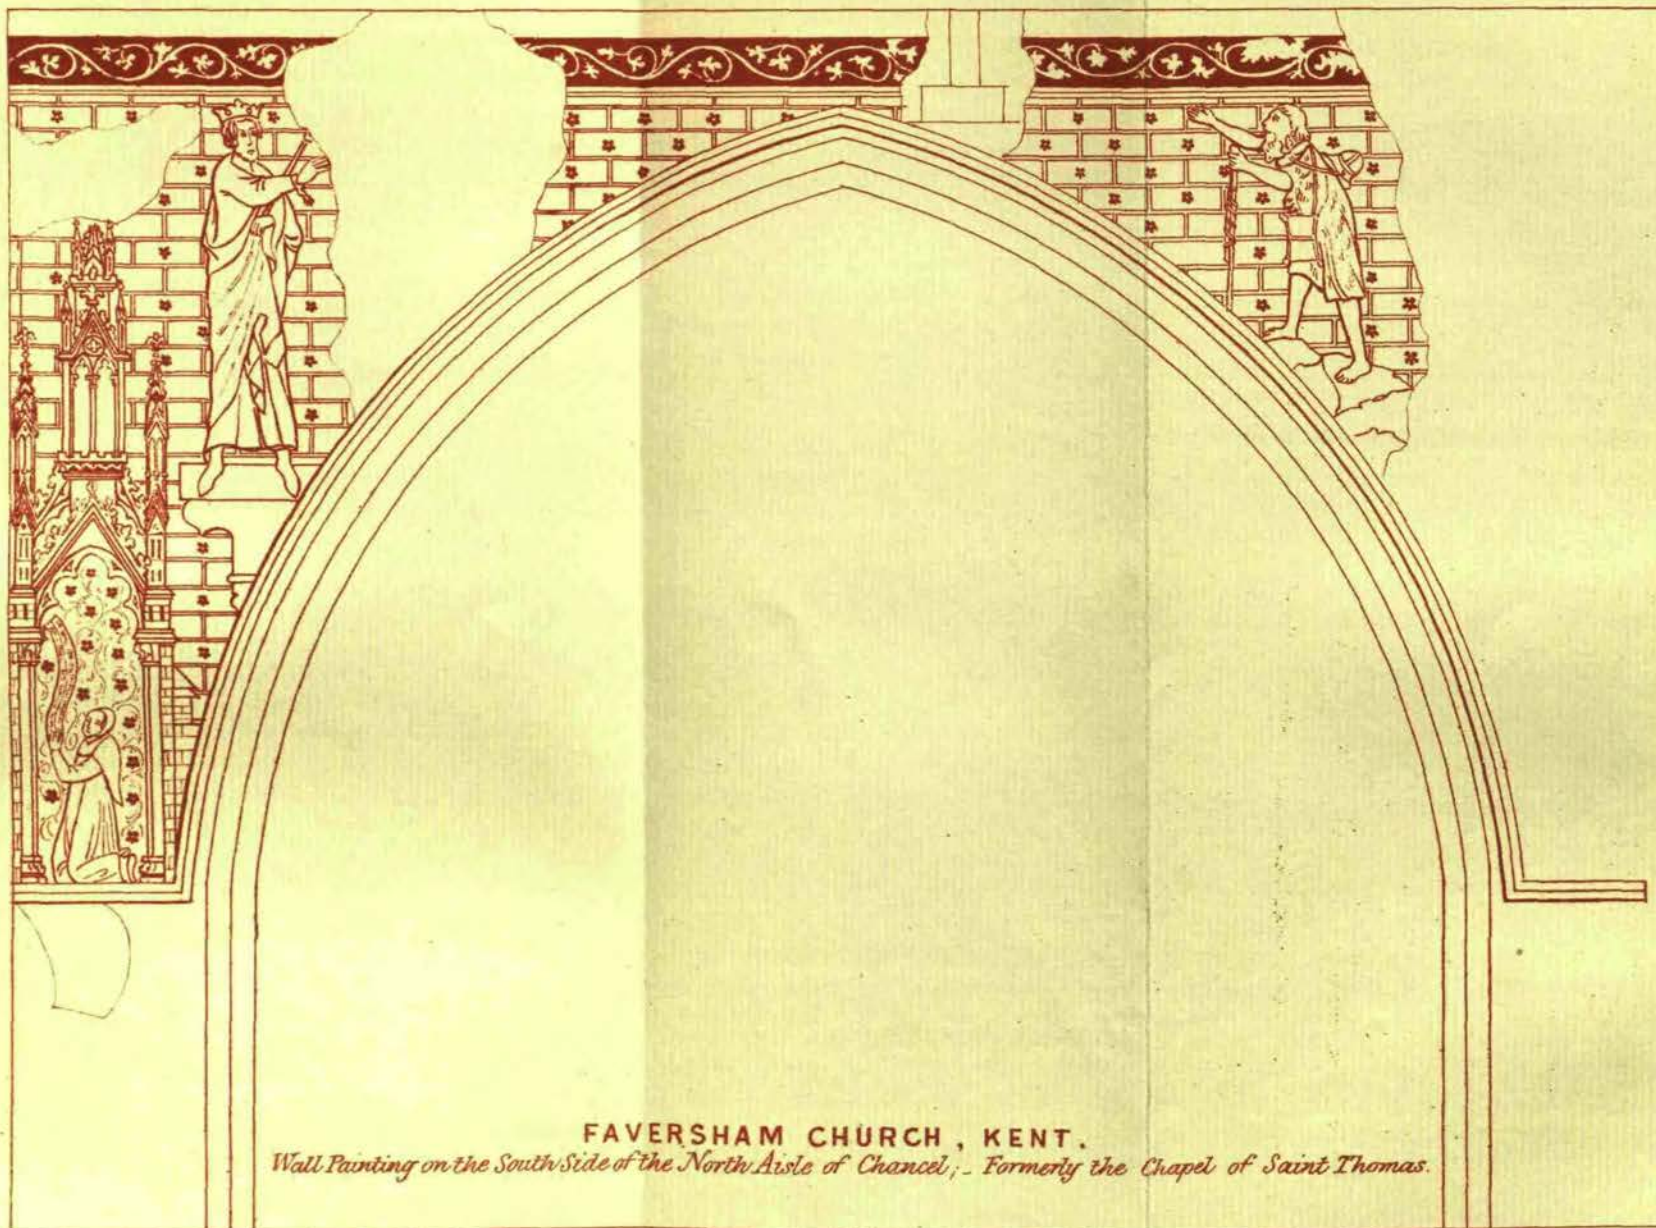 FAVERSHAM CHURCH, KENT.
Wall Painting on the South Side of the North Aisle of Chancel;- Formerly the Chapel of Saint Thomas.